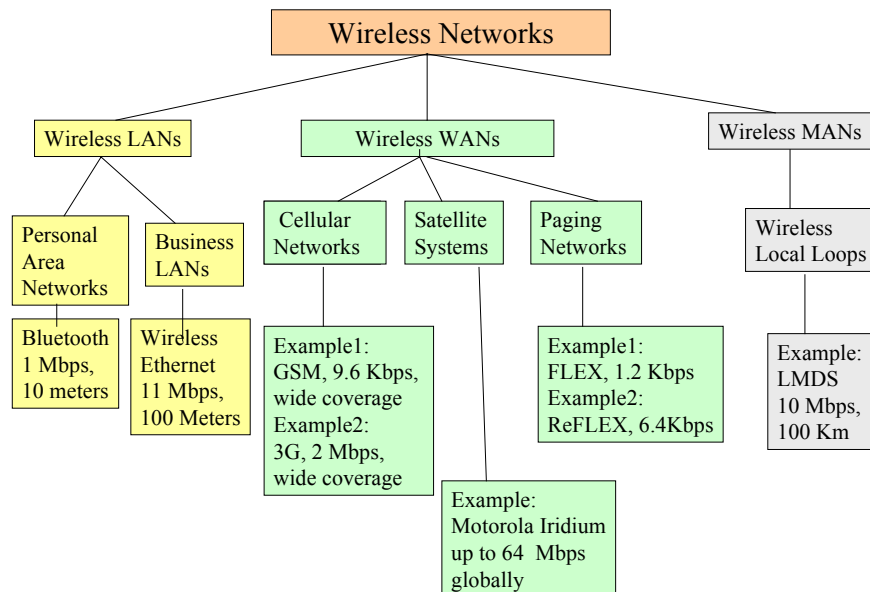 Wireless Networks
Wireless LANs
Wireless WANs
Wireless MANs
Personal
Area
Networks
Business
LANs
Cellular
Networks
Satellite
Systems
Paging
Networks
Wireless
Local Loops
Bluetooth
1 Mbps,
10 meters
Wireless
Ethernet
11 Mbps,
100 Meters
Example1:
GSM, 9.6 Kbps,
wide coverage
Example2:
3G, 2 Mbps,
wide coverage
Example:
Motorola Iridium
up to 64 Mbps
globally
Example1:
FLEX, 1.2 Kbps
Example2:
ReFLEX, 6.4Kbps
Example:
LMDS
10 Mbps,
100 Km